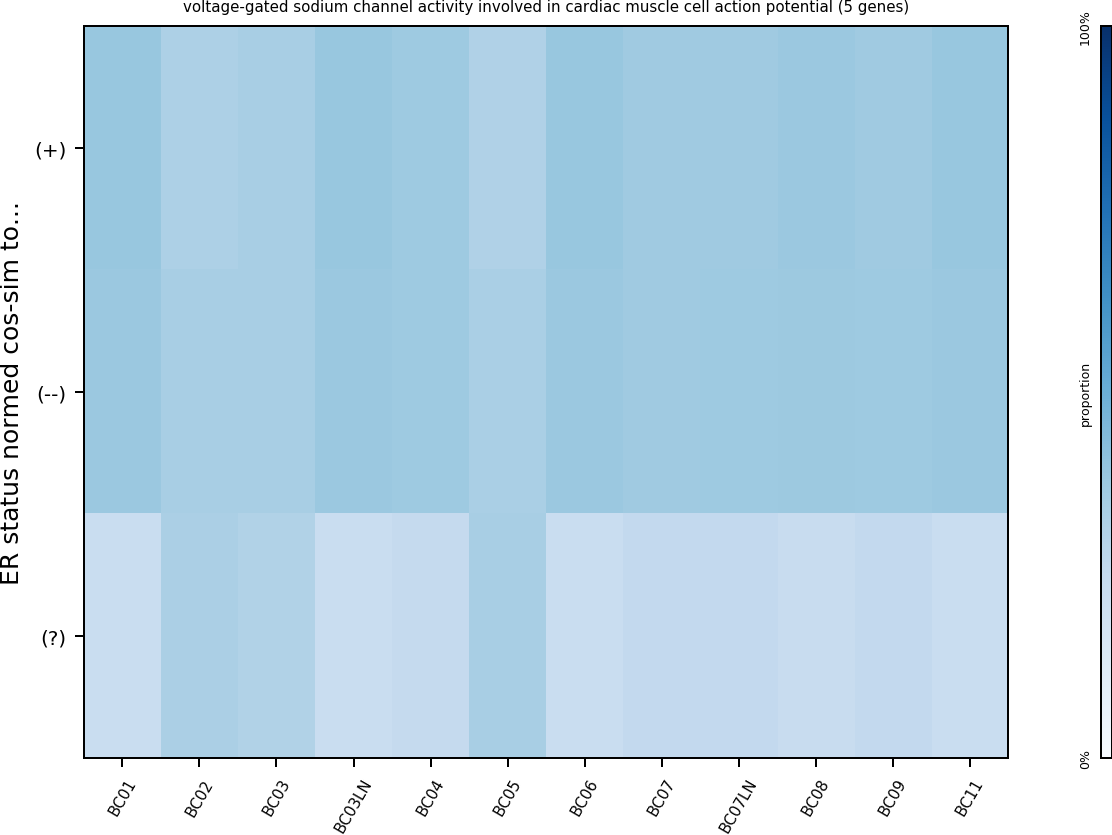 voltage-gated sodium channel activity involved in cardiac muscle cell action potential (5 genes)
ER status normed cos-sim to...
(+)
(--)
(?)
BC01
BC02
BC03
BC03LN
BC04
BC05
BC06
BC07
BC07LN
BC08
BC09
BC11
100%
proportion
0%